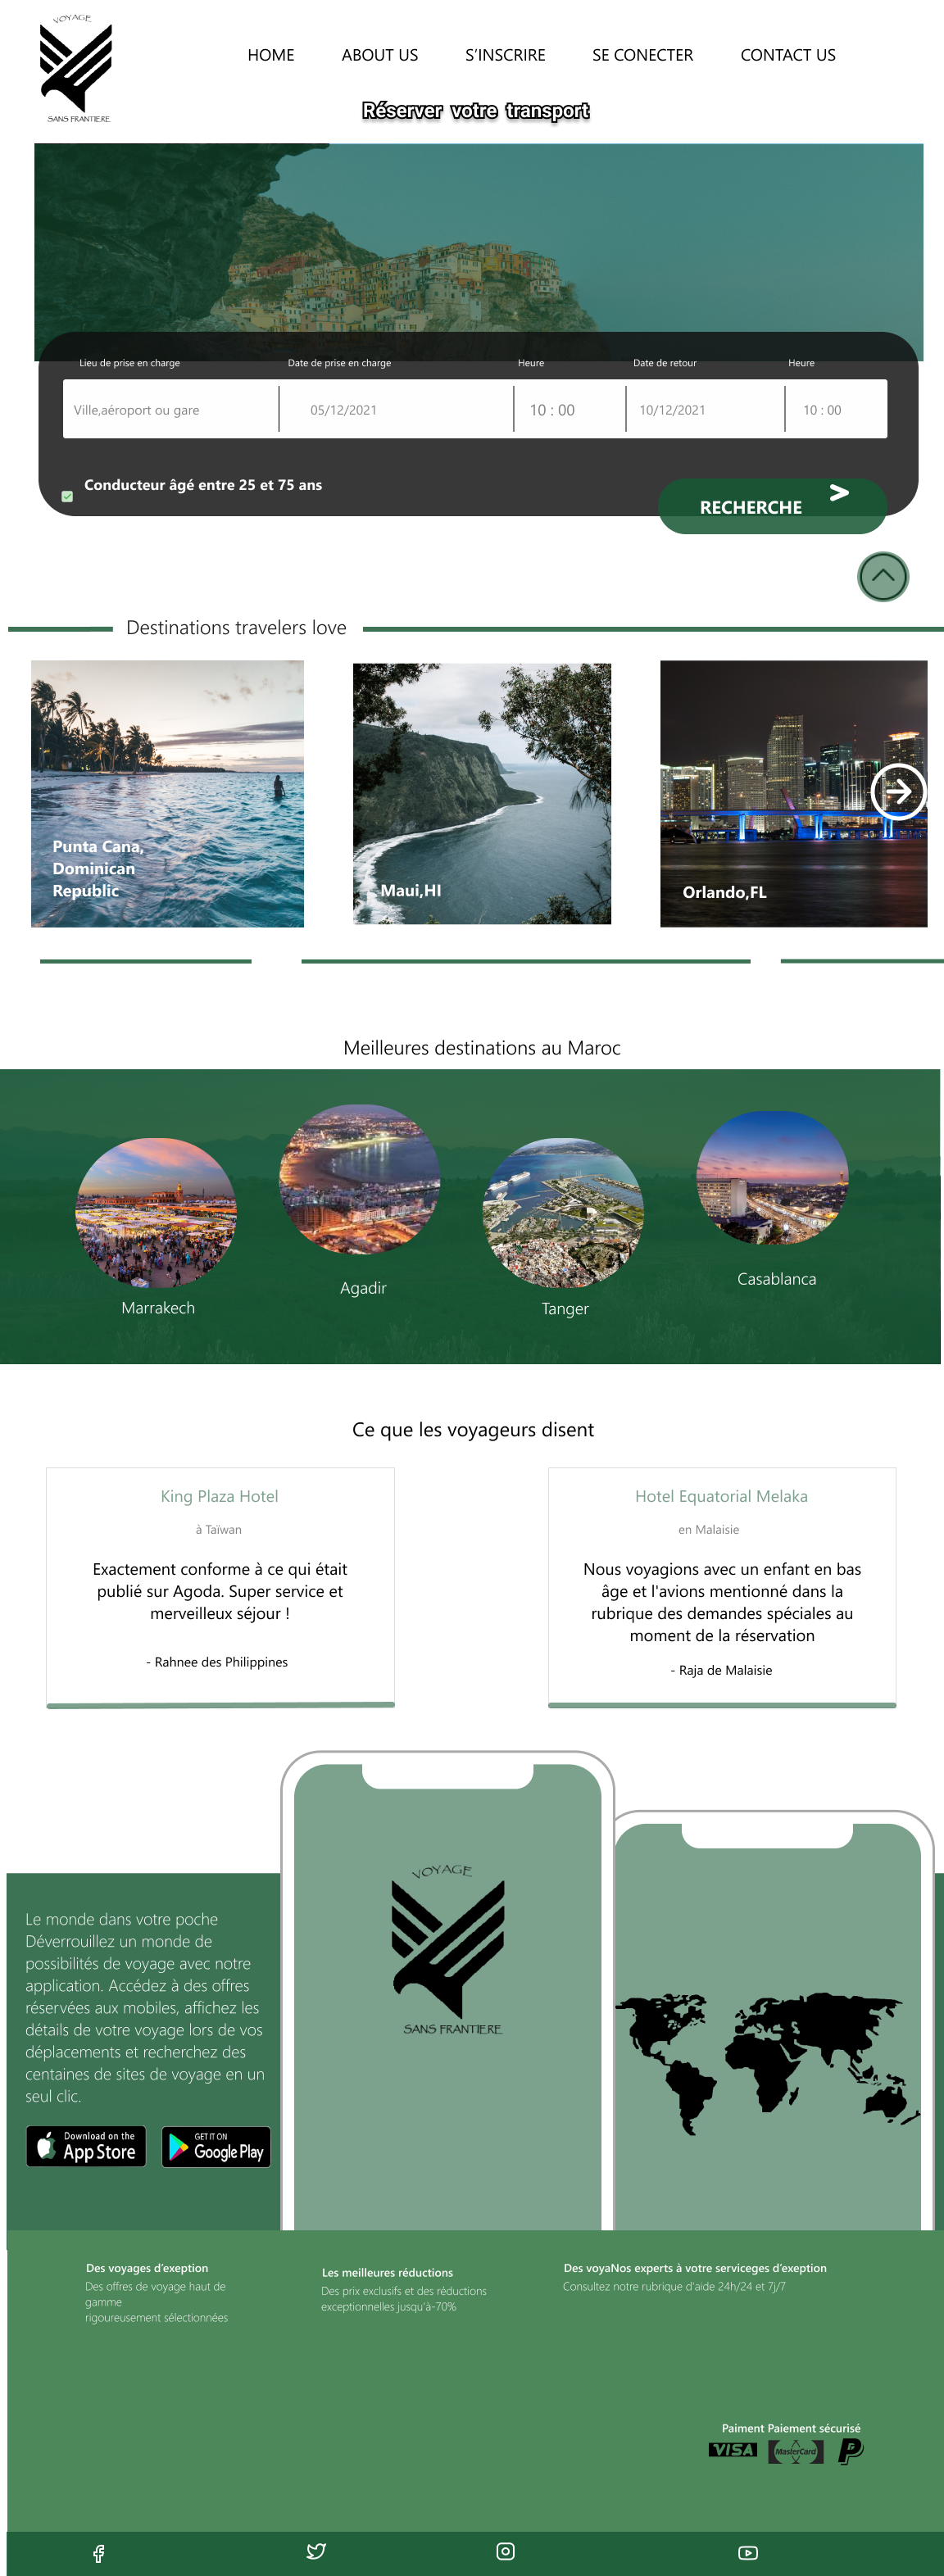 VOYAGE
SANS FRANTIERE
HOME
ABOUT US
S'INSCRIRE
SE CONECTER
CONTACT US
Réserver votre transport
Lieu de prise en charge
Date de prise en charge
Heure
Date de retour
Heure
Ville,aéroport ou gare
05/12/2021
10 : 00
10/12/2021
10 : 00
Conducteur âgé entre 25 et 75 ans
RECHERCHE >
Destinations travelers love
Punta Cana,
Dominican
Republic
Maui,HI
Orlando,FL
Meilleures destinations au Maroc
Marrakech
Agadir
Tanger
Casablanca
Ce que les voyageurs disent
King Plaza Hotel
à Taïwan
Exactement conforme à ce qui était
publié sur Agoda. Super service et
merveilleux séjour !
- Rahnee des Philippines
Hotel Equatorial Melaka
en Malaisie
Nous voyagions avec un enfant en bas
âge et l'avions mentionné dans la
rubrique des demandes spéciales au
moment de la réservation
- Raja de Malaisie
Le monde dans votre poche
Déverrouillez un monde de
possibilités de voyage avec notre
application. Accédez à des offres
réservées aux mobiles, affichez les
détails de votre voyage lors de vos
déplacements et recherchez des
centaines de sites de voyage en un
seul clic.
Download on the
App Store
GET IT ON
Google Play
VOYAGE
SANS FRANTIERE
Des voyages d'exeption
Des offres de voyage haut de
gamme
rigoureusement sélectionnées
Les meilleures réductions
Des prix exclusifs et des réductions
exceptionnelles jusqu'à-70%
Des voyaNos experts à votre serviceges d'exeption
Consultez notre rubrique d'aide 24h/24 et 7j/7
Paiment Paiement sécurisé
VISA
MasterCard